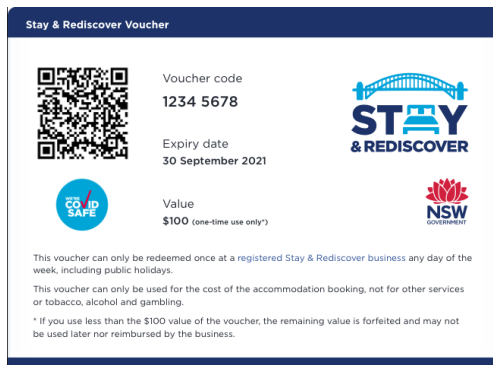 Stay & Rediscover Voucher
Voucher code
1234 5678
Expiry date
30 September 2021
STAY
& REDISCOVER
WE'RE
COVID
SAFE
Value
$100 (one-time use only*)
NSW
GOVERNMENT
This voucher can only be redeemed once at a registered Stay & Rediscover business any day of the
week, including public holidays.
This voucher can only be used for the cost of the accommodation booking, not for other services
or tobacco, alcohol and gambling.
* If you use less than the $100 value of the voucher, the remaining value is forfeited and may not
be used later nor reimbursed by the business.